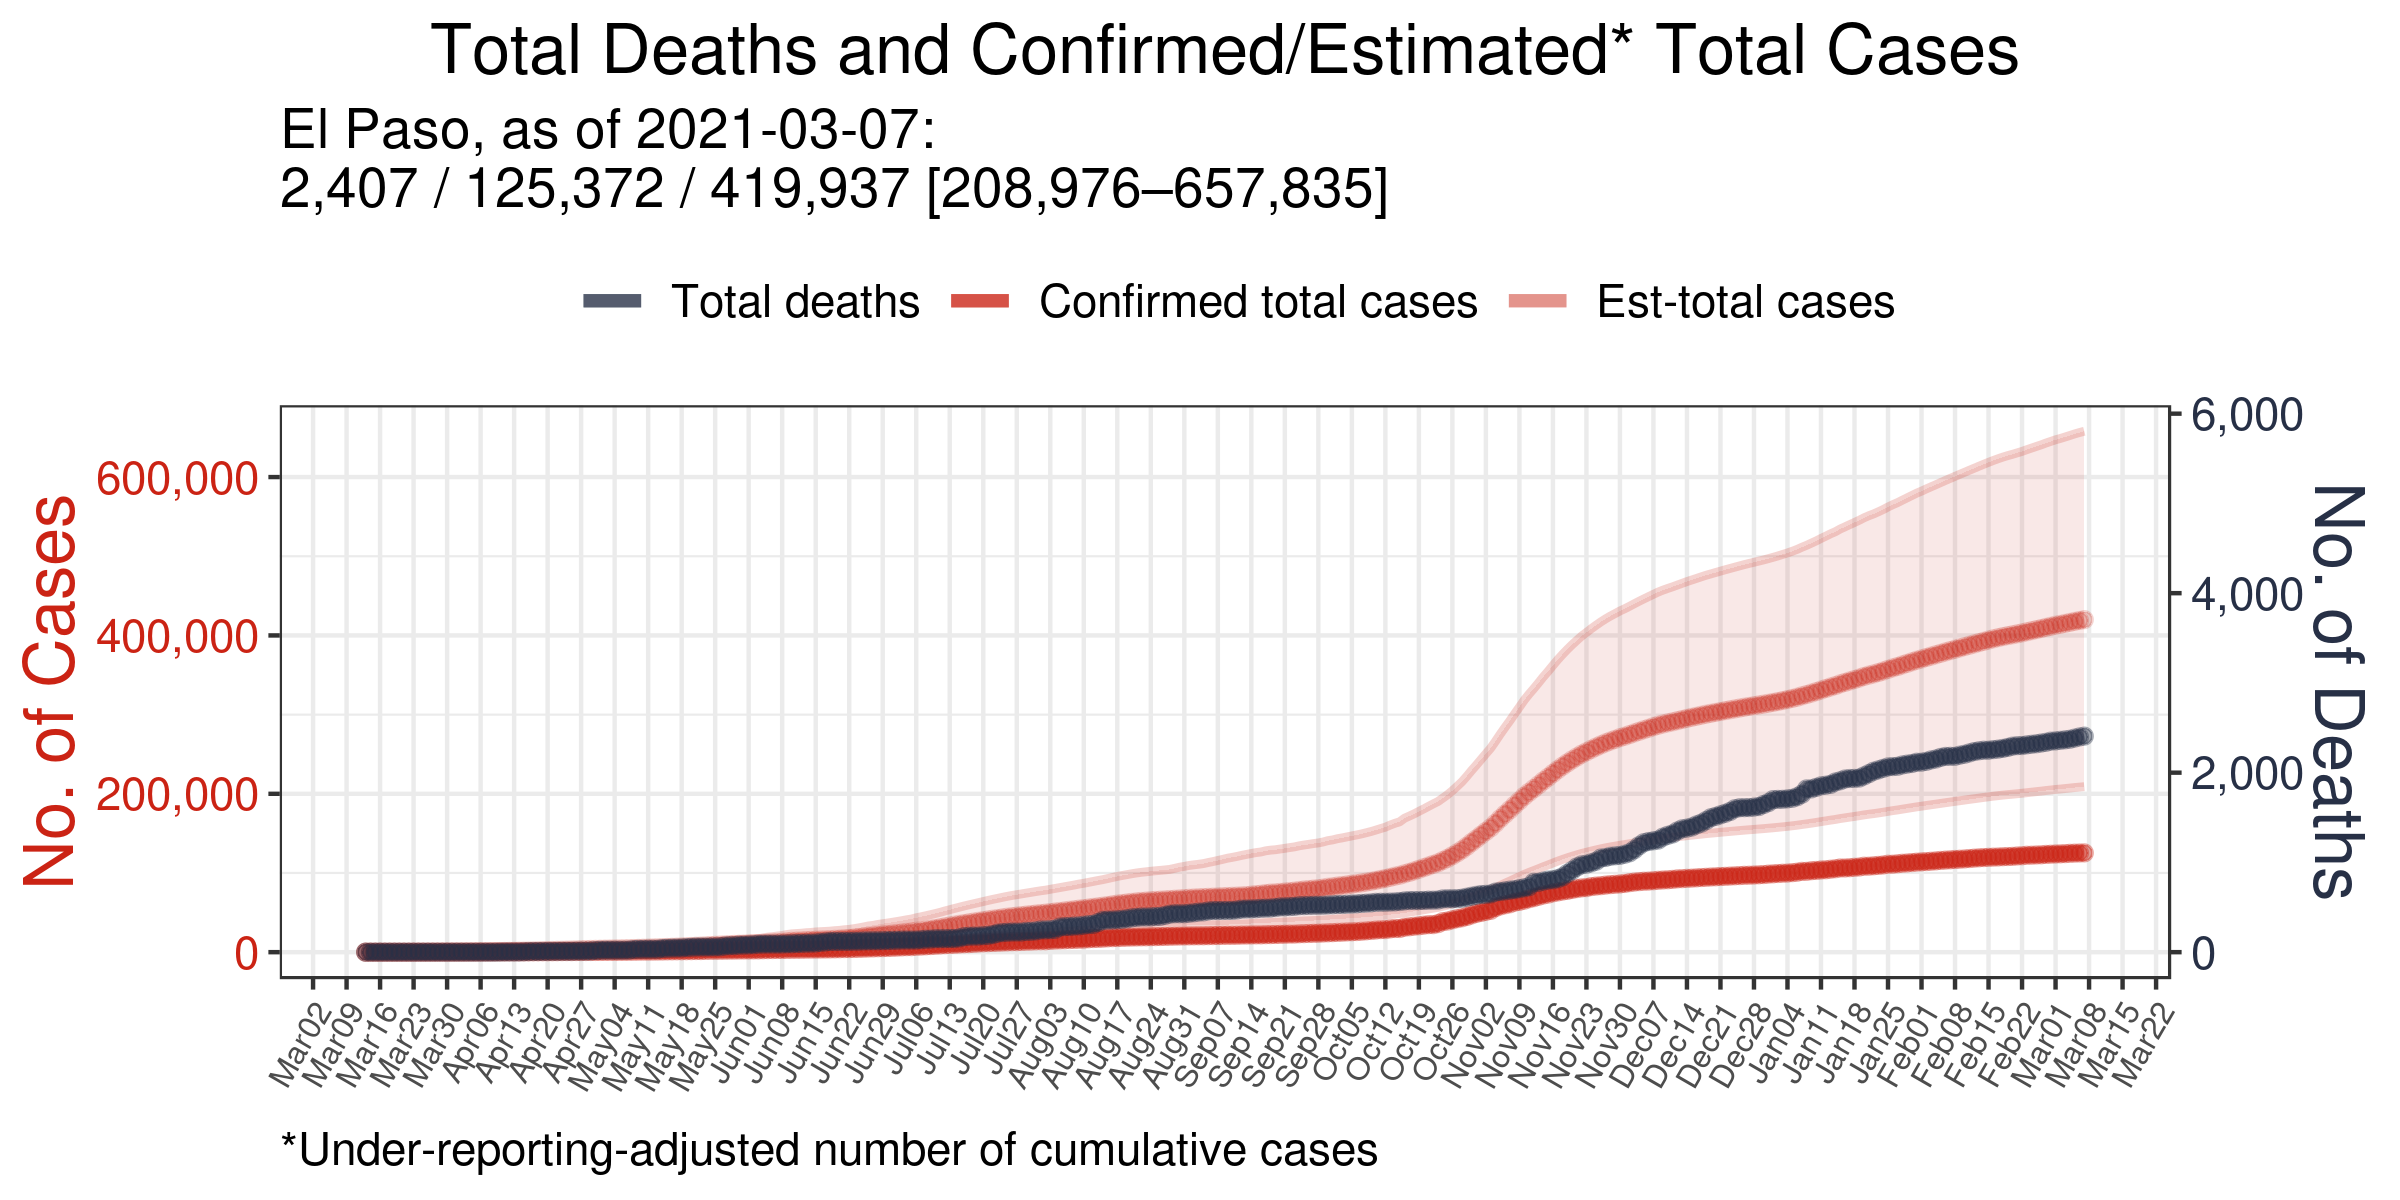 Total Deaths and Confirmed/Estimated* Total Cases
El Paso, as of 2021-03-07:
2,407 / 125,372 / 419,937 [208,976–657,835]
Total deaths
Confirmed total cases
Est-total cases
No. of Cases
600,000
400,000
200,000
0
6,000
4,000
2,000
0
No. of Deaths
Mar02
Mar09
Mar16
Mar23
Mar30
Apr06
Apr13
Apr20
Apr27
May04
May11
May18
May25
Jun01
Jun08
Jun15
Jun22
Jun29
Jul06
Jul13
Jul20
Jul27
Aug03
Aug10
Aug17
Aug24
Aug31
Sep07
Sep14
Sep21
Sep28
Oct05
Oct12
Oct19
Oct26
Nov02
Nov09
Nov16
Nov23
Nov30
Dec07
Dec14
Dec21
Dec28
Jan04
Jan11
Jan18
Jan25
Feb01
Feb08
Feb15
Feb22
Mar01
Mar08
Mar15
Mar22
*Under-reporting-adjusted number of cumulative cases